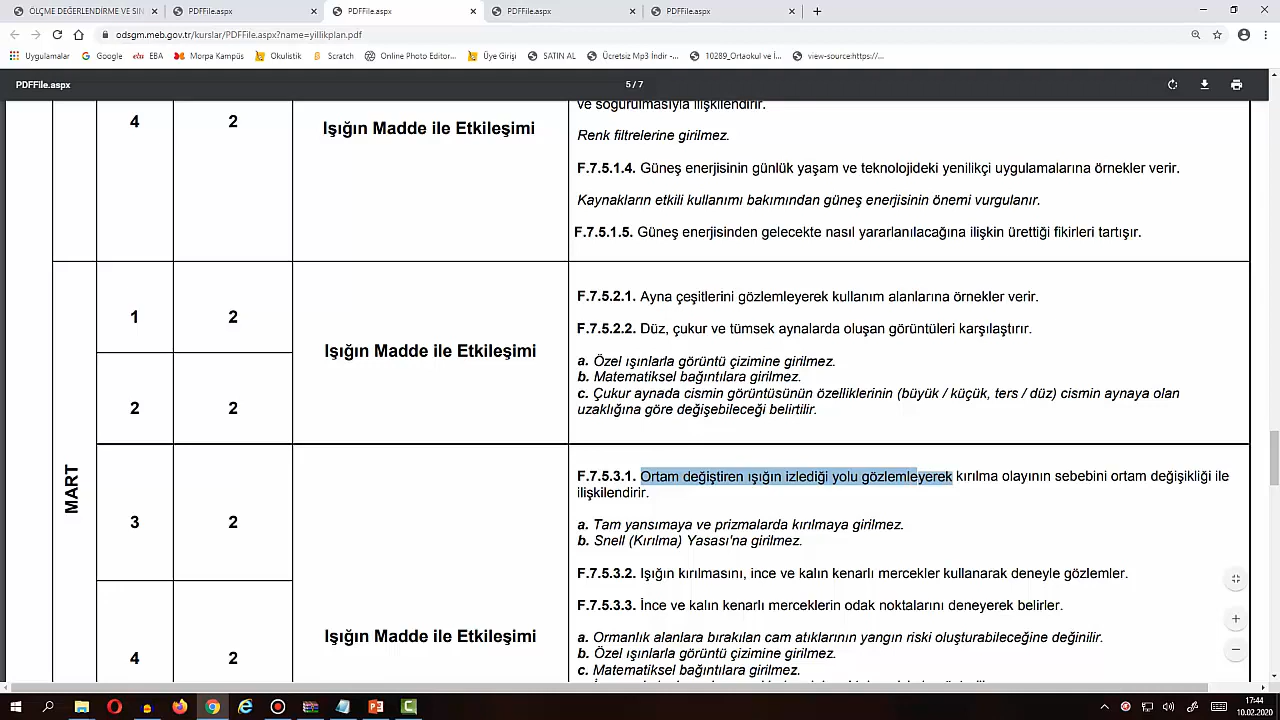 ÖLÇME DEĞERLENDİRME VE SIN
PDFFile.aspx
PDFFile.aspx
PDFFile.aspx
PDFFile.aspx
odsgm.meb.gov.tr/kurslar/PDFFile.aspx?name=yillikplan.pdf
Uygulamalar
Google
EBA
Morpa Kampüs
Okulistik
Scratch
Online Photo Editor...
Üye Girişi
SATIN AL
Ücretsiz Mp3 İndir -...
10289_Ortaokul ve İ...
view-source:https://...
PDFFile.aspx
5 / 7
ve soğurulmasıyla ilişkilendirir.
4
2
Işığın Madde ile Etkileşimi
Renk filtrelerine girilmez.
F.7.5.1.4. Güneş enerjisinin günlük yaşam ve teknolojideki yenilikçi uygulamalarına örnekler verir.
Kaynakların etkili kullanımı bakımından güneş enerjisinin önemi vurgulanır.
F.7.5.1.5. Güneş enerjisinden gelecekte nasıl yararlanılacağına ilişkin ürettiği fikirleri tartışır.
MART
1
2
Işığın Madde ile Etkileşimi
F.7.5.2.1. Ayna çeşitlerini gözlemleyerek kullanım alanlarına örnekler verir.
F.7.5.2.2. Düz, çukur ve tümsek aynalarda oluşan görüntüleri karşılaştırır.
a. Özel ışınlarla görüntü çizimine girilmez.
b. Matematiksel bağıntılara girilmez.
c. Çukur aynada cismin görüntüsünün özelliklerinin (büyük / küçük, ters / düz) cismin aynaya olan
uzaklığına göre değişebileceği belirtilir.
2
2
3
2
Işığın Madde ile Etkileşimi
F.7.5.3.1. Ortam değiştiren ışığın izlediği yolu gözlemleyerek kırılma olayının sebebini ortam değişikliği ile
ilişkilendirir.
a. Tam yansımaya ve prizmalarda kırılmaya girilmez.
b. Snell (Kırılma) Yasası'na girilmez.
F.7.5.3.2. Işığın kırılmasını, ince ve kalın kenarlı mercekler kullanarak deneyle gözlemler.
F.7.5.3.3. İnce ve kalın kenarlı merceklerin odak noktalarını deneyerek belirler.
a. Ormanlık alanlara bırakılan cam atıklarının yangın riski oluşturabileceğine değinilir.
b. Özel ışınlarla görüntü çizimine girilmez.
c. Matematiksel bağıntılara girilmez.
4
2
17:44
10.02.2020